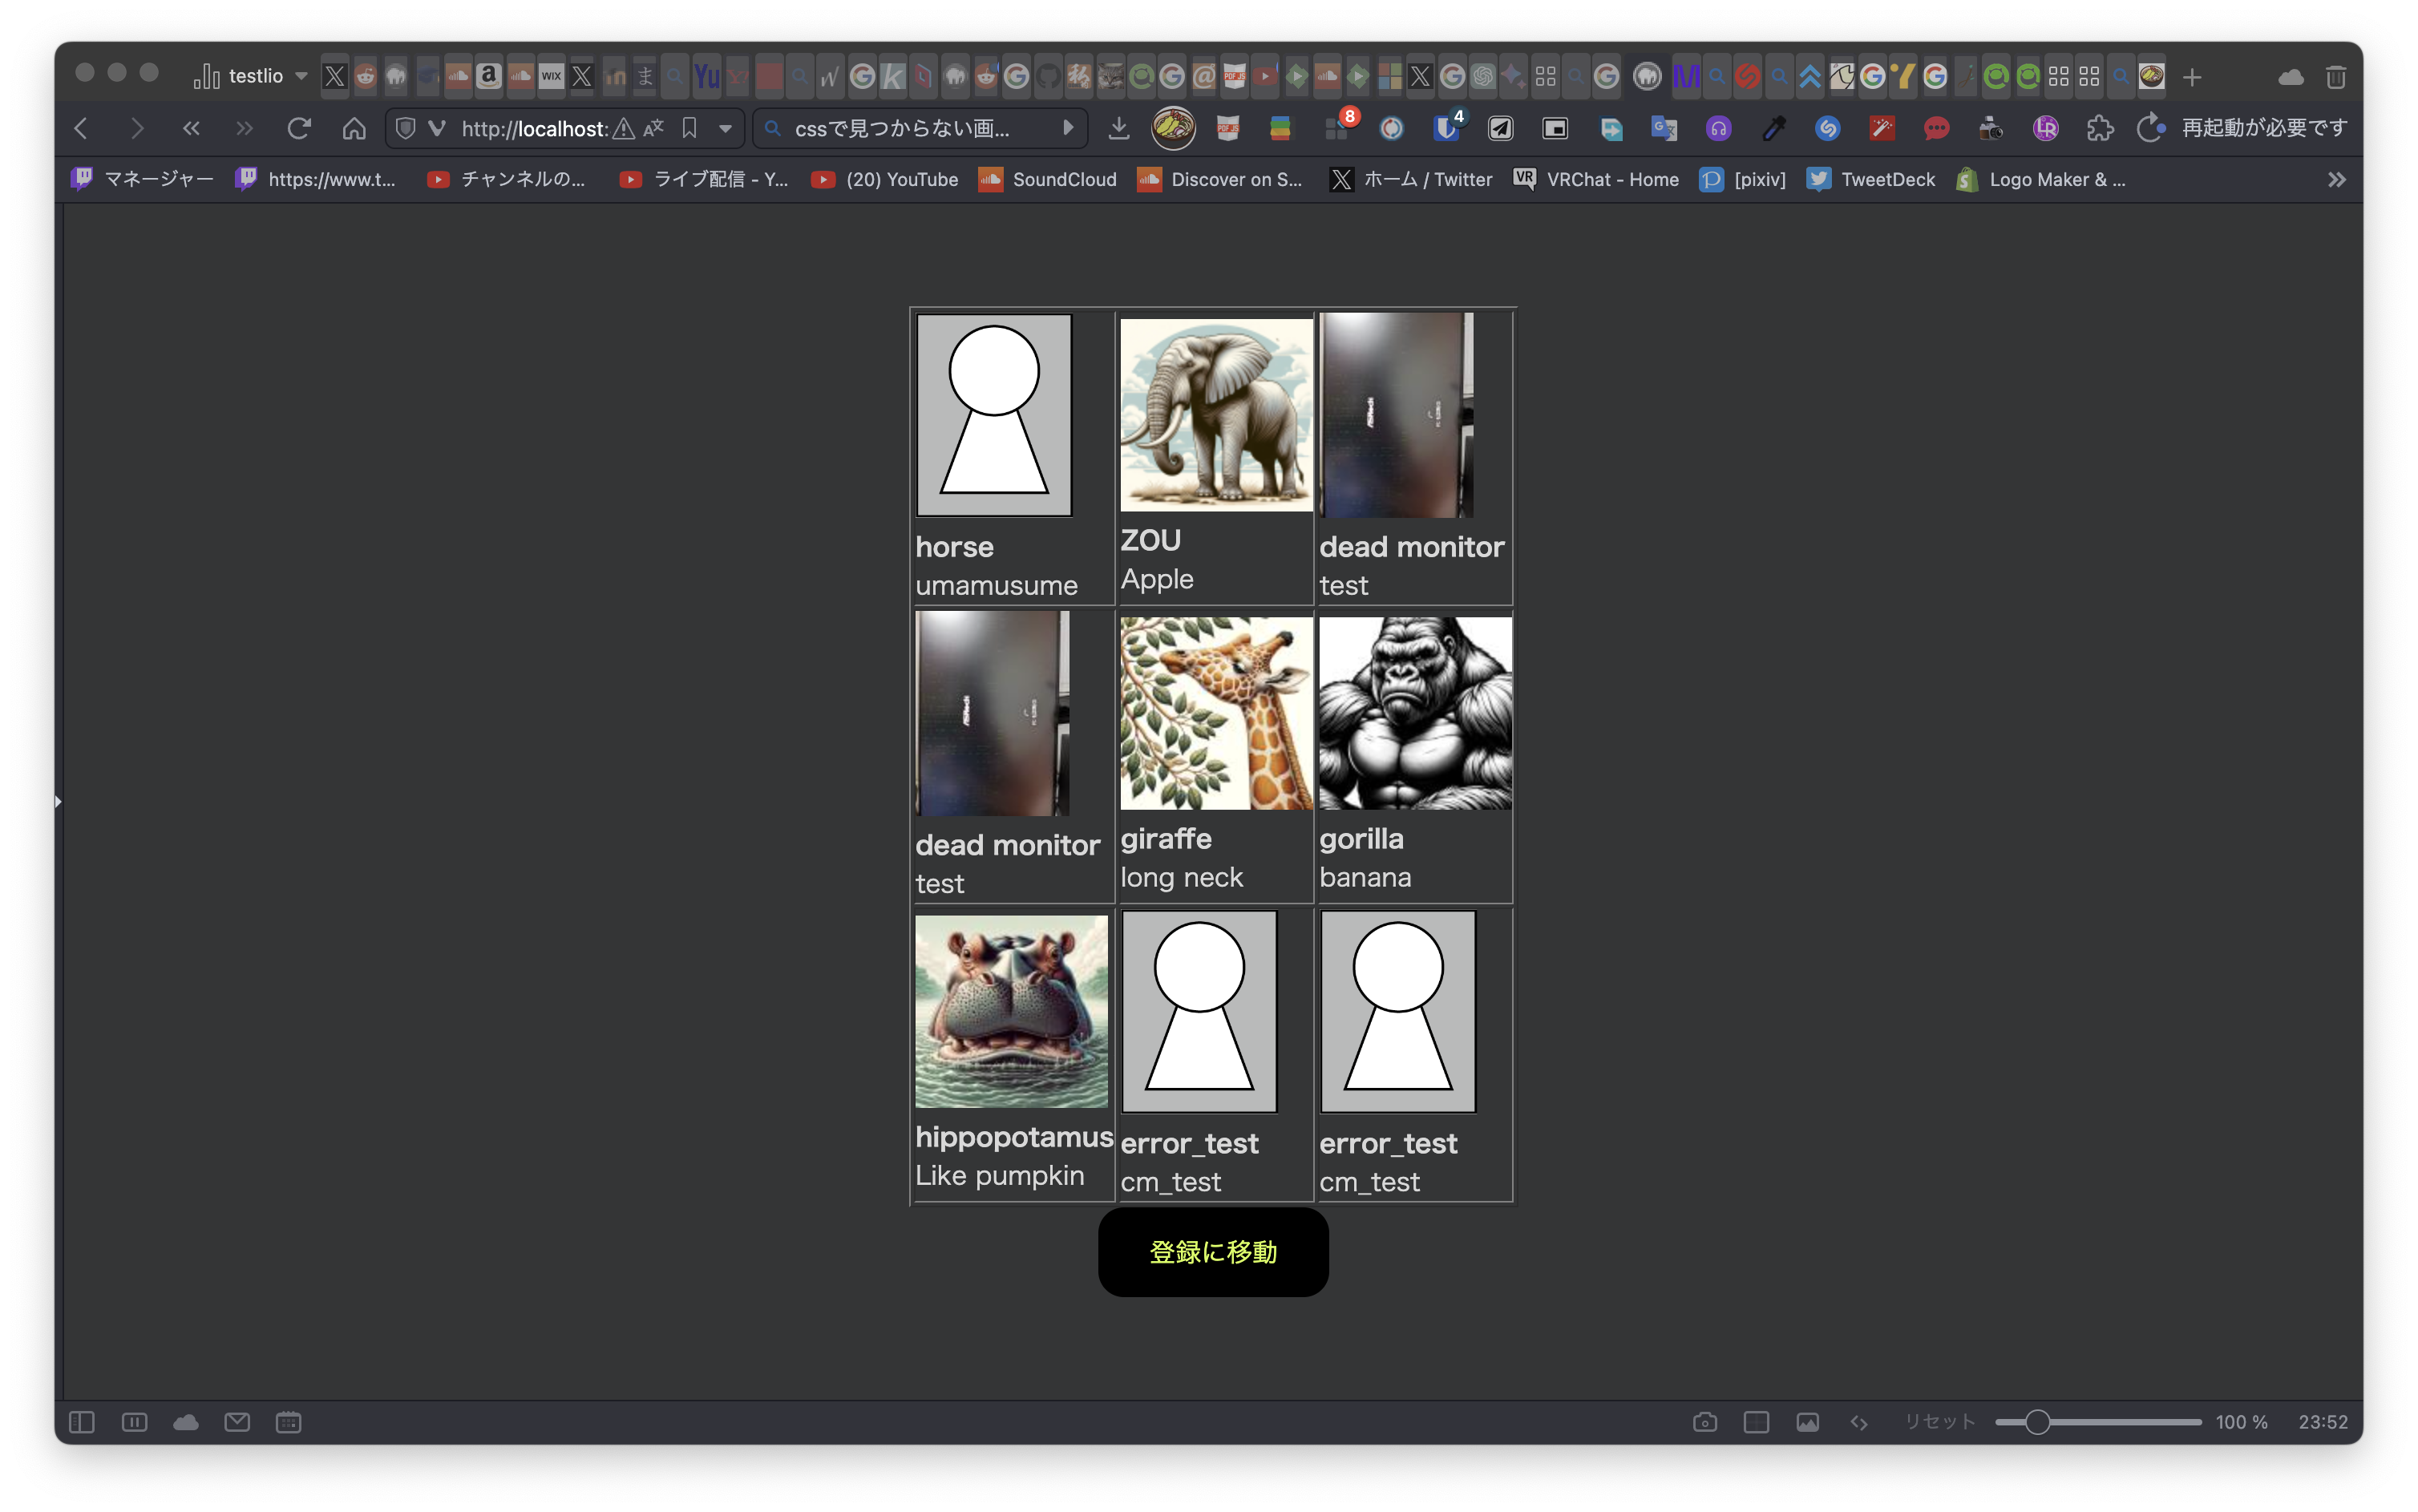 testlio
http://localhost:
cssで見つからない画...
8
4
再起動が必要です
マネージャー
https://www.t...
チャンネルの...
ライブ配信 - Y...
(20) YouTube
SoundCloud
Discover on S...
ホーム / Twitter
VRChat - Home
[pixiv]
TweetDeck
Logo Maker & ...
horse
umamusume
ZOU
Apple
dead monitor
test
dead monitor
test
giraffe
long neck
gorilla
banana
hippopotamus
Like pumpkin
error_test
cm_test
error_test
cm_test
登録に移動
リセット
100 %
23:52